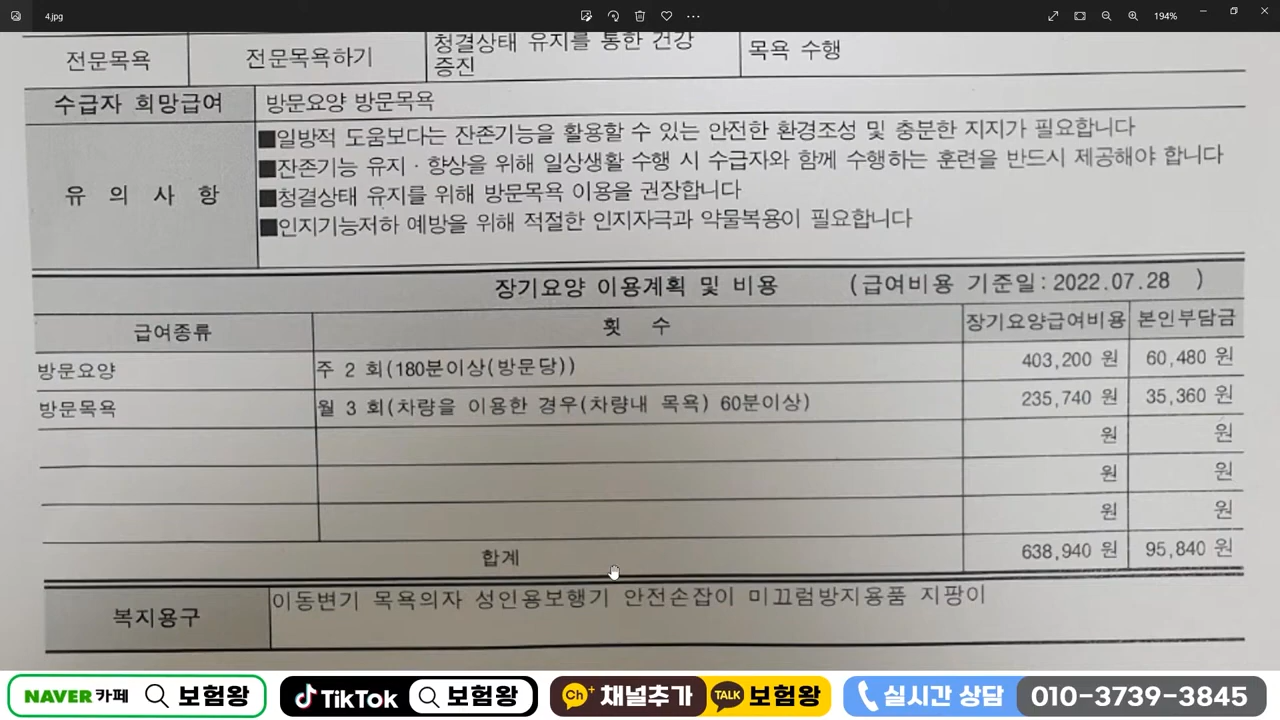 4.jpg
194%
전문목욕
전문목욕하기
청결상태 유지를 통한 건강
증진
목욕 수행
수급자 희망급여
방문요양 방문목욕
유 의 사 항
■일방적 도움보다는 잔존기능을 활용할 수 있는 안전한 환경조성 및 충분한 지지가 필요합니다
■잔존기능 유지·향상을 위해 일상생활 수행 시 수급자와 함께 수행하는 훈련을 반드시 제공해야 합니다
■청결상태 유지를 위해 방문목욕 이용을 권장합니다
■인지기능저하 예방을 위해 적절한 인지자극과 약물복용이 필요합니다
장기요양 이용계획 및 비용 (급여비용 기준일:2022.07.28 )
급여종류 횟 수 장기요양급여비용 본인부담금
방문요양 주 2 회(180분이상(방문당)) 403,200 원 60,480 원
방문목욕 월 3 회(차량을 이용한 경우(차량내 목욕) 60분이상) 235,740 원 35,360 원
원 원
원 원
원 원
합계 638,940 원 95,840 원
복지용구 이동변기 목욕의자 성인용보행기 안전손잡이 미끄럼방지용품 지팡이
NAVER 카페 보험왕 TikTok 보험왕 Ch+ 채널추가 TALK 보험왕 실시간 상담 010-3739-3845